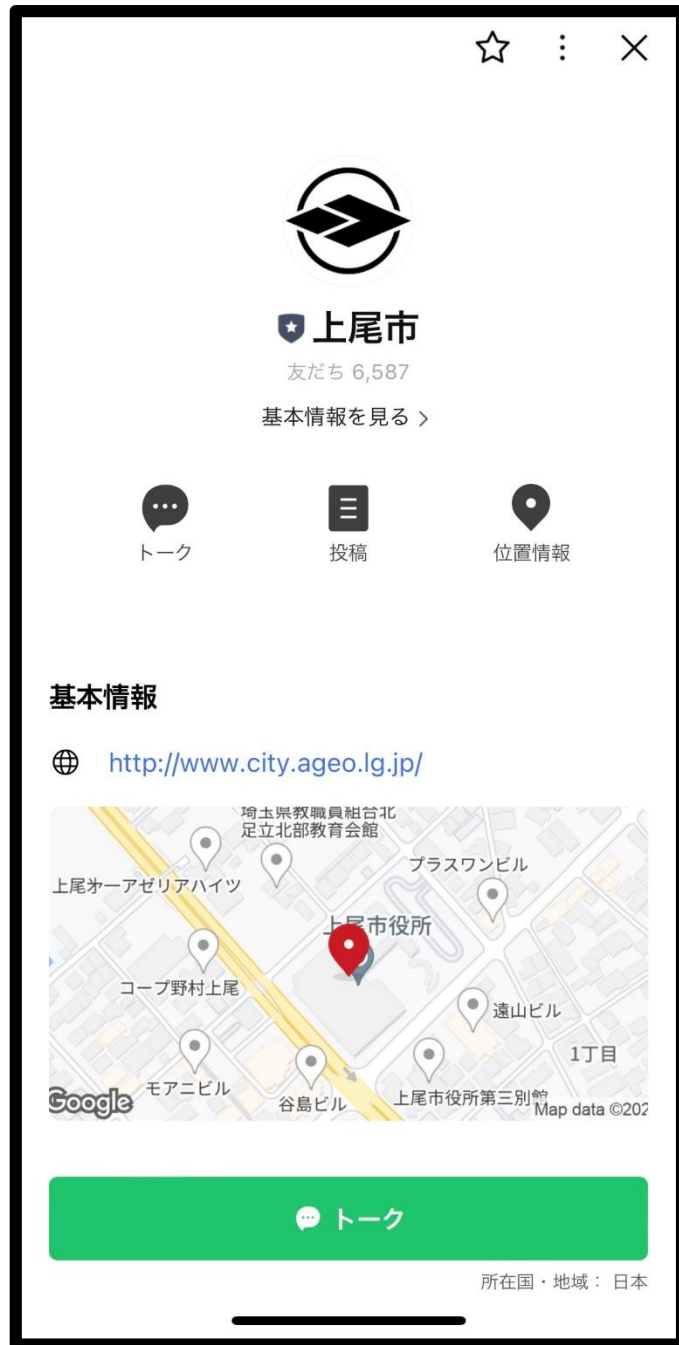 上尾市
友だち 6,587
基本情報を見る >
トーク
投稿
位置情報
基本情報
http://www.city.ageo.lg.jp/
埼玉県教職員組合北
足立北部教育会館
プラスワンビル
上尾カーアゼリアハイツ
上尾市役所
コープ野村上尾
遠山ビル
1丁目
モアニビル
谷島ビル
上尾市役所第三別館
Google
Map data ©202
トーク
所在国・地域： 日本